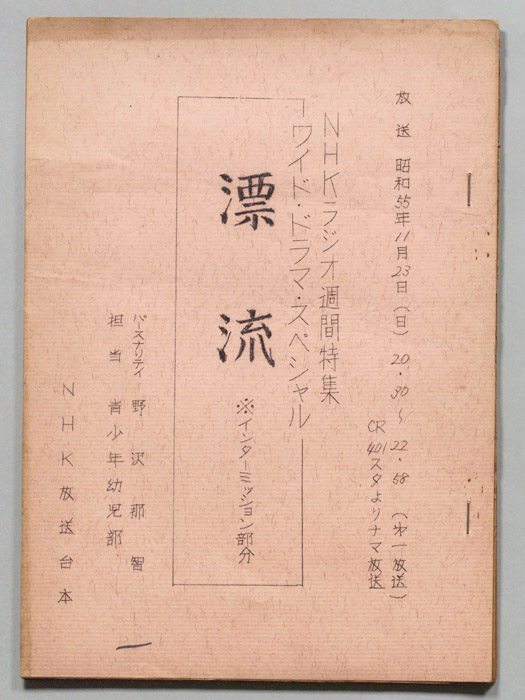 放送 昭和55年11月23日(日) 20・30～22・58 (第一放送)
CR401スタよりナマ放送
NHKラジオ週間特集
ワイド・ドラマ・スペシャル
漂流
※インターミッション部分
パースナリティ 野沢那智
担当 青少年幼児部
NHK放送台本